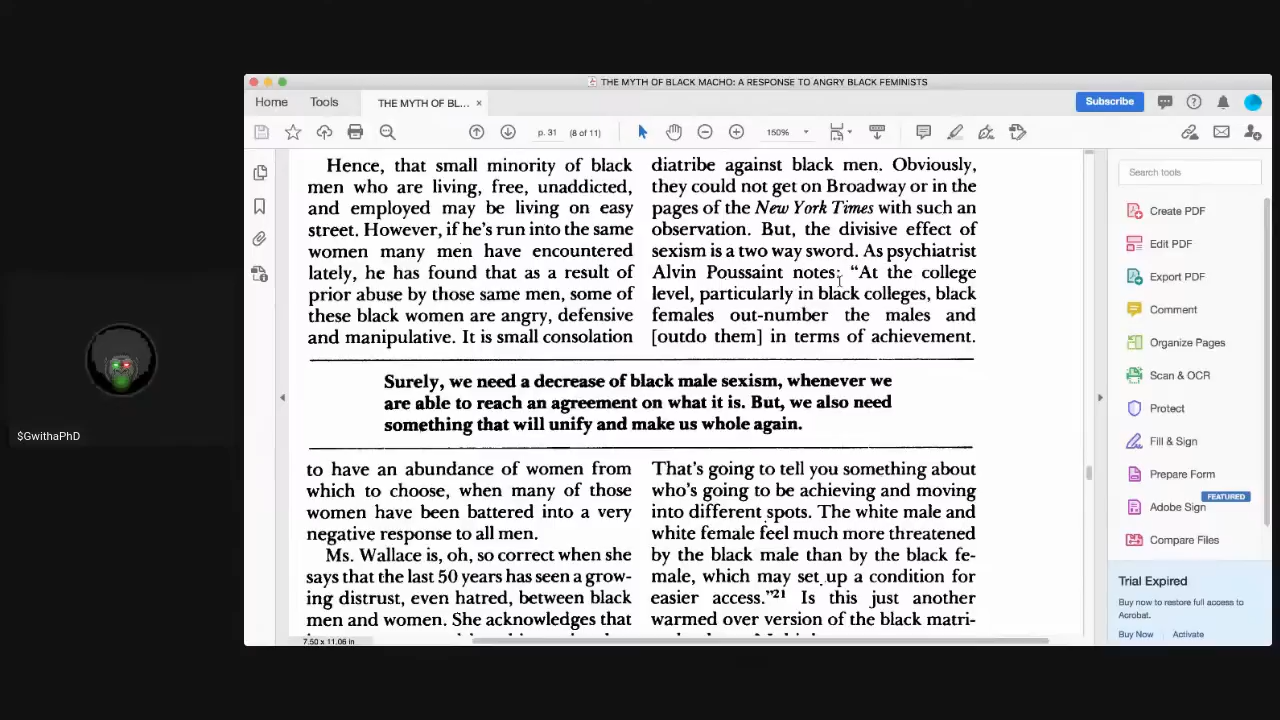 THE MYTH OF BLACK MACHO: A RESPONSE TO ANGRY BLACK FEMINISTS
Home
Tools
THE MYTH OF BL...
×
Subscribe
p. 31
(8 of 11)
150%
Hence, that small minority of black
men who are living, free, unaddicted,
and employed may be living on easy
street. However, if he's run into the same
women many men have encountered
lately, he has found that as a result of
prior abuse by those same men, some of
these black women are angry, defensive
and manipulative. It is small consolation
diatribe against black men. Obviously,
they could not get on Broadway or in the
pages of the New York Times with such an
observation. But, the divisive effect of
sexism is a two way sword. As psychiatrist
Alvin Poussaint notes: "At the college
level, particularly in black colleges, black
females out-number the males and
[outdo them] in terms of achievement.
Surely, we need a decrease of black male sexism, whenever we
are able to reach an agreement on what it is. But, we also need
something that will unify and make us whole again.
to have an abundance of women from
which to choose, when many of those
women have been battered into a very
negative response to all men.
Ms. Wallace is, oh, so correct when she
says that the last 50 years has seen a grow-
ing distrust, even hatred, between black
men and women. She acknowledges that
That's going to tell you something about
who's going to be achieving and moving
into different spots. The white male and
white female feel much more threatened
by the black male than by the black fe-
male, which may set up a condition for
easier access."21 Is this just another
warmed over version of the black matri-
7.50 x 11.06 in
Search tools
Create PDF
Edit PDF
Export PDF
Comment
Organize Pages
Scan & OCR
Protect
Fill & Sign
Prepare Form
FEATURED
Adobe Sign
Compare Files
Trial Expired
Buy now to restore full access to
Acrobat.
Buy Now
Activate
$GwithaPhD